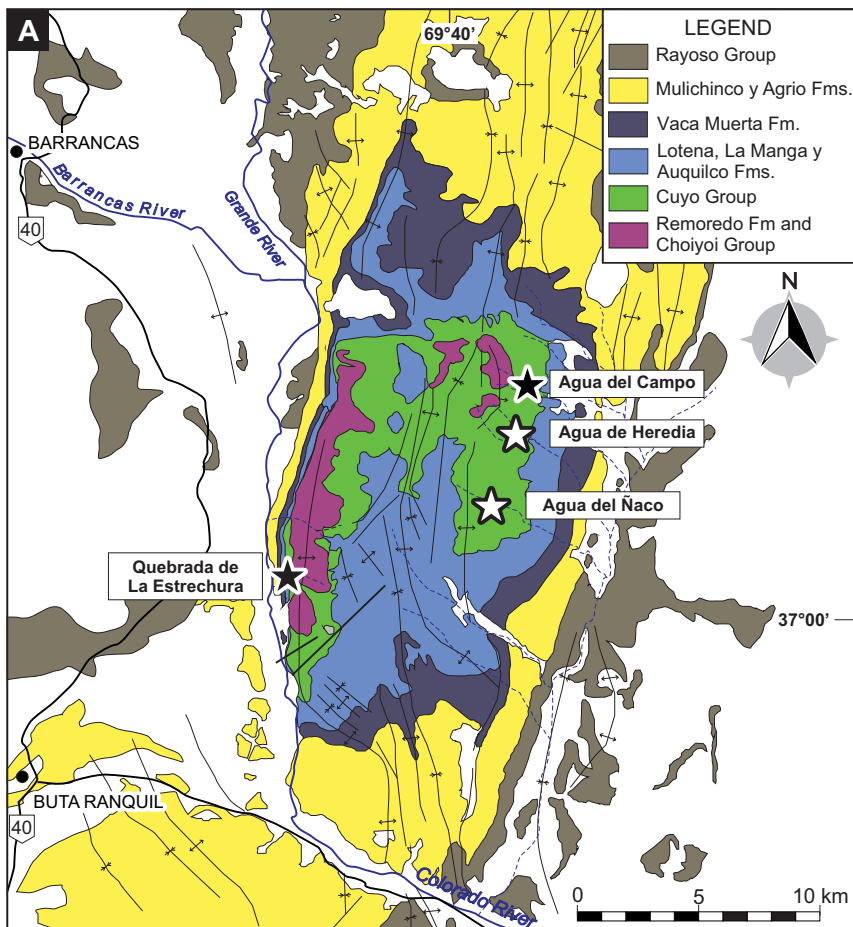 A
69°40'
LEGEND
Rayoso Group
Mulichinco y Agrio Fms.
Vaca Muerta Fm.
Lotena, La Manga y
Auquilco Fms.
Cuyo Group
Remoredo Fm and
Choiyoi Group
BARRANCAS
Barrancas River
Grande River
40
N
Agua del Campo
Agua de Heredia
Agua del Ñaco
Quebrada de
La Estrechura
37°00'
BUTA RANQUIL
40
Colorado River
0 5 10 km